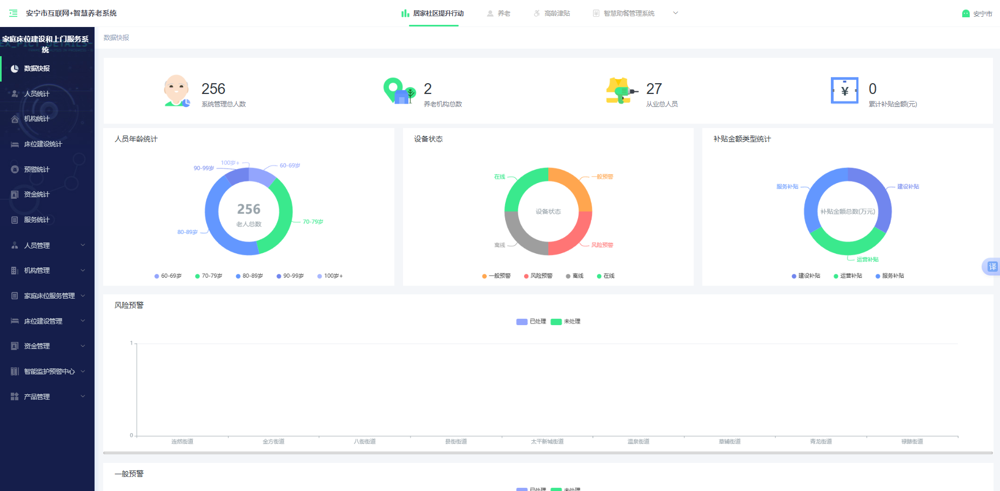 安宁市互联网+智慧养老系统
居家社区提升行动
养老
高龄津贴
智慧助餐管理系统
安宁市
家庭床位建设和上门服务系
统
数据快报
人员统计
机构统计
床位建设统计
预警统计
资金统计
服务统计
人员管理
机构管理
家庭床位服务管理
床位建设管理
资金管理
智能监护预警中心
产品管理
数据快报
256
系统管理总人数
2
养老机构总数
27
从业总人员
¥
0
累计补贴金额(元)
人员年龄统计
100岁+
60-69岁
90-99岁
70-79岁
80-89岁
256
老人总数
60-69岁
70-79岁
80-89岁
90-99岁
100岁+
设备状态
在线
一般预警
设备状态
离线
风险预警
一般预警
风险预警
离线
在线
补贴金额类型统计
服务补贴
建设补贴
补贴金额总数(万元)
运营补贴
建设补贴
运营补贴
服务补贴
译
风险预警
已处理
未处理
1
0
连然街道
金方街道
八街街道
县街街道
太平新城街道
温泉街道
草铺街道
青龙街道
禄脿街道
一般预警
已处理
未处理